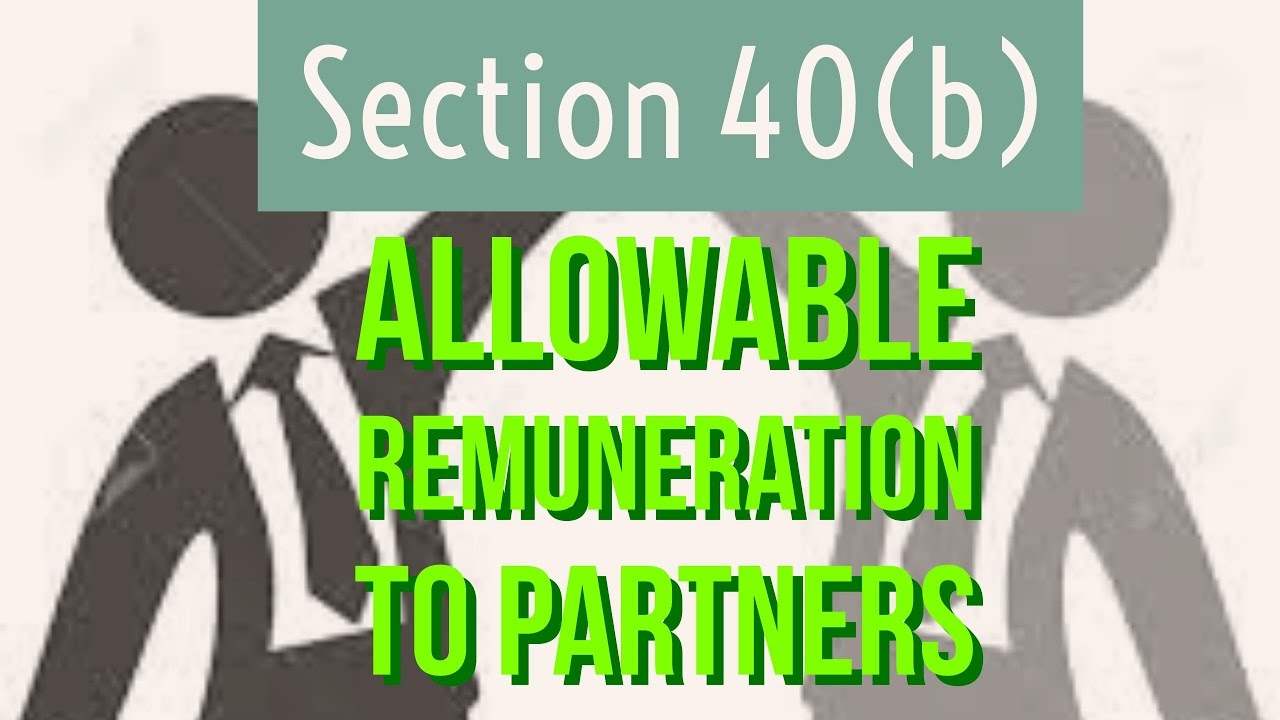 Section 40(b)
ALLOWABLE
REMUNERATION
TO PARTNERS